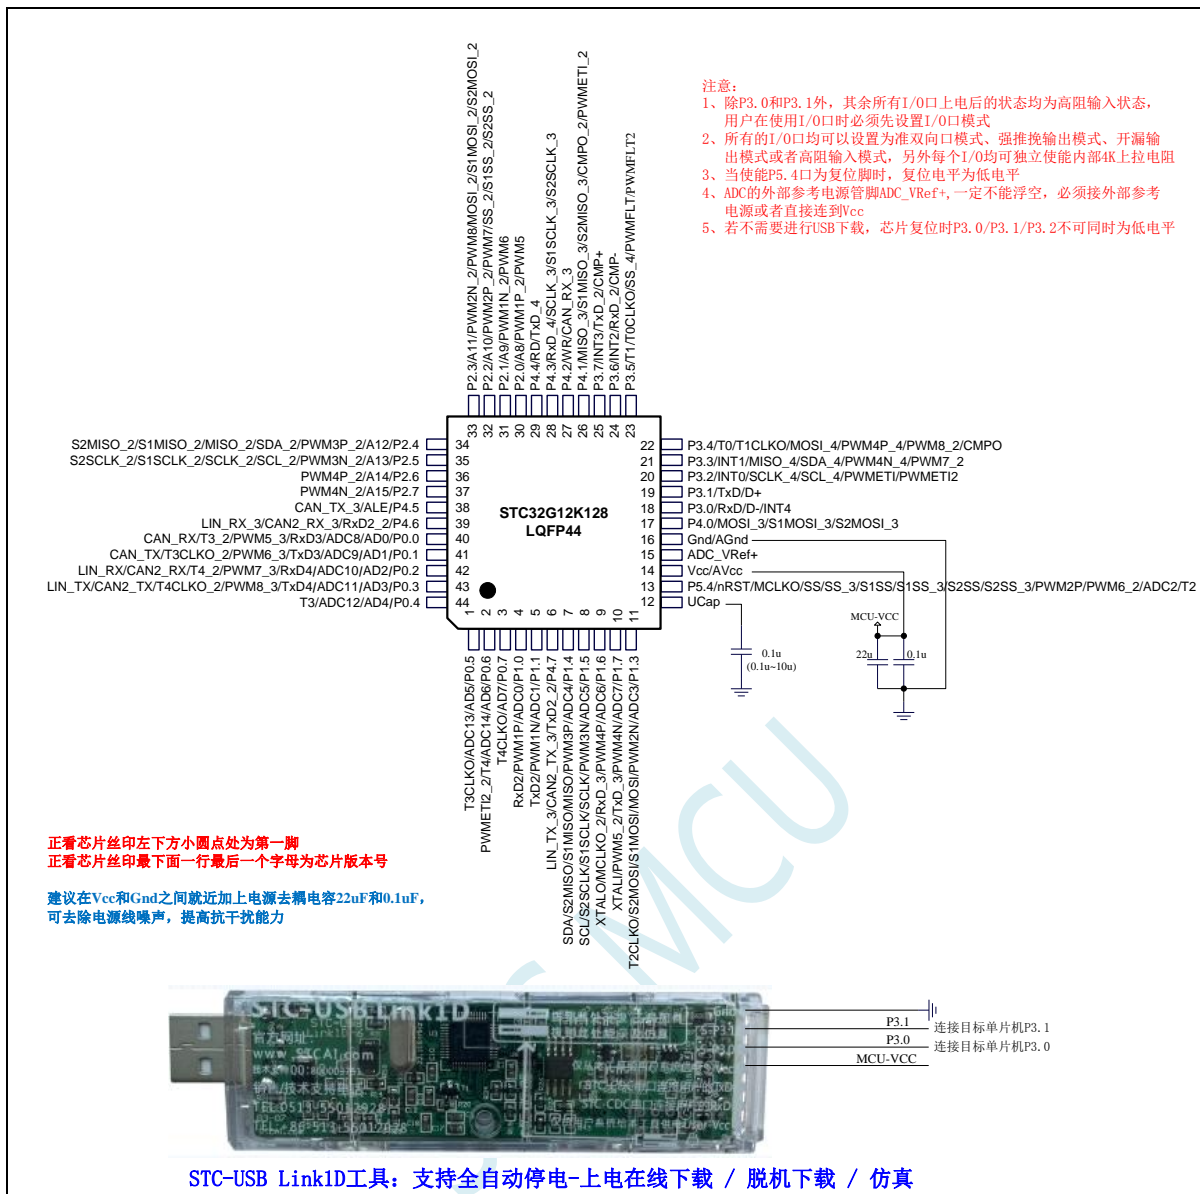 注意：
1、除P3.0和P3.1外，其余所有I/O口上电后的状态均为高阻输入状态，
用户在使用I/O口时必须先设置I/O口模式
2、所有的I/O口均可以设置为准双向口模式、强推挽输出模式、开漏输
出模式或者高阻输入模式，另外每个I/O均可独立使能内部4K上拉电阻
3、当使能P5.4口为复位脚时，复位电平为低电平
4、ADC的外部参考电源管脚ADC_VRef+,一定不能浮空，必须接外部参考
电源或者直接连到Vcc
5、若不需要进行USB下载，芯片复位时P3.0/P3.1/P3.2不可同时为低电平
P2.3/A11/PWM2N_2/PWM8/MOSI_2/S1MOSI_2/S2MOSI_2
P2.2/A10/PWM2P_2/PWM7/SS_2/S1SS_2/S2SS_2
P2.1/A9/PWM1N_2/PWM6
P2.0/A8/PWM1P_2/PWM5
P4.4/RD/TxD_4
P4.3/RxD_4/SCLK_3/S1SCLK_3/S2SCLK_3
P4.2/WR/CAN_RX_3
P4.1/MISO_3/S1MISO_3/S2MISO_3/CMPO_2/PWMETI_2
P3.7/INT3/TxD_2/CMP+
P3.6/INT2/RxD_2/CMP-
P3.5/T1/T0CLKO/SS_4/PWMFLT/PWMFLT2
33 32 31 30 29 28 27 26 25 24 23
S2MISO_2/S1MISO_2/MISO_2/SDA_2/PWM3P_2/A12/P2.4 34
S2SCLK_2/S1SCLK_2/SCLK_2/SCL_2/PWM3N_2/A13/P2.5 35
PWM4P_2/A14/P2.6 36
PWM4N_2/A15/P2.7 37
CAN_TX_3/ALE/P4.5 38
LIN_RX_3/CAN2_RX_3/RxD2_2/P4.6 39
CAN_RX/T3_2/PWM5_3/RxD3/ADC8/AD0/P0.0 40
CAN_TX/T3CLKO_2/PWM6_3/TxD3/ADC9/AD1/P0.1 41
LIN_RX/CAN2_RX/T4_2/PWM7_3/RxD4/ADC10/AD2/P0.2 42
LIN_TX/CAN2_TX/T4CLKO_2/PWM8_3/TxD4/ADC11/AD3/P0.3 43
T3/ADC12/AD4/P0.4 44
STC32G12K128
LQFP44
22 P3.4/T0/T1CLKO/MOSI_4/PWM4P_4/PWM8_2/CMPO
21 P3.3/INT1/MISO_4/SDA_4/PWM4N_4/PWM7_2
20 P3.2/INT0/SCLK_4/SCL_4/PWMETI/PWMETI2
19 P3.1/TxD/D+
18 P3.0/RxD/D-/INT4
17 P4.0/MOSI_3/S1MOSI_3/S2MOSI_3
16 Gnd/AGnd
15 ADC_VRef+
14 Vcc/AVcc
13 P5.4/nRST/MCLKO/SS/SS_3/S1SS/S1SS_3/S2SS/S2SS_3/PWM2P/PWM6_2/ADC2/T2
12 UCap
1 2 3 4 5 6 7 8 9 10 11
T3CLKO/ADC13/AD5/P0.5
PWMETI2_2/T4/ADC14/AD6/P0.6
T4CLKO/AD7/P0.7
RxD2/PWM1P/ADC0/P1.0
TxD2/PWM1N/ADC1/P1.1
LIN_TX_3/CAN2_TX_3/TxD2_2/P4.7
SDA/S2MISO/S1MISO/MISO/PWM3P/ADC4/P1.4
SCL/S2SCLK/S1SCLK/SCLK/PWM3N/ADC5/P1.5
XTALO/MCLKO_2/RxD_3/PWM4P/ADC6/P1.6
XTALI/PWM5_2/TxD_3/PWM4N/ADC7/P1.7
T2CLKO/S2MOSI/S1MOSI/MOSI/PWM2N/ADC3/P1.3
0.1u
(0.1u~10u)
MCU-VCC
22u
0.1u
正看芯片丝印左下方小圆点处为第一脚
正看芯片丝印最下面一行最后一个字母为芯片版本号
建议在Vcc和Gnd之间就近加上电源去耦电容22uF和0.1uF，
可去除电源线噪声，提高抗干扰能力
MCU
STC-USB Link1D
官方网址
www.STCAI.com
Gnd
P3.1
连接目标单片机P3.1
P3.0
连接目标单片机P3.0
MCU-VCC
STC-USB Link1D工具：支持全自动停电-上电在线下载 / 脱机下载 / 仿真